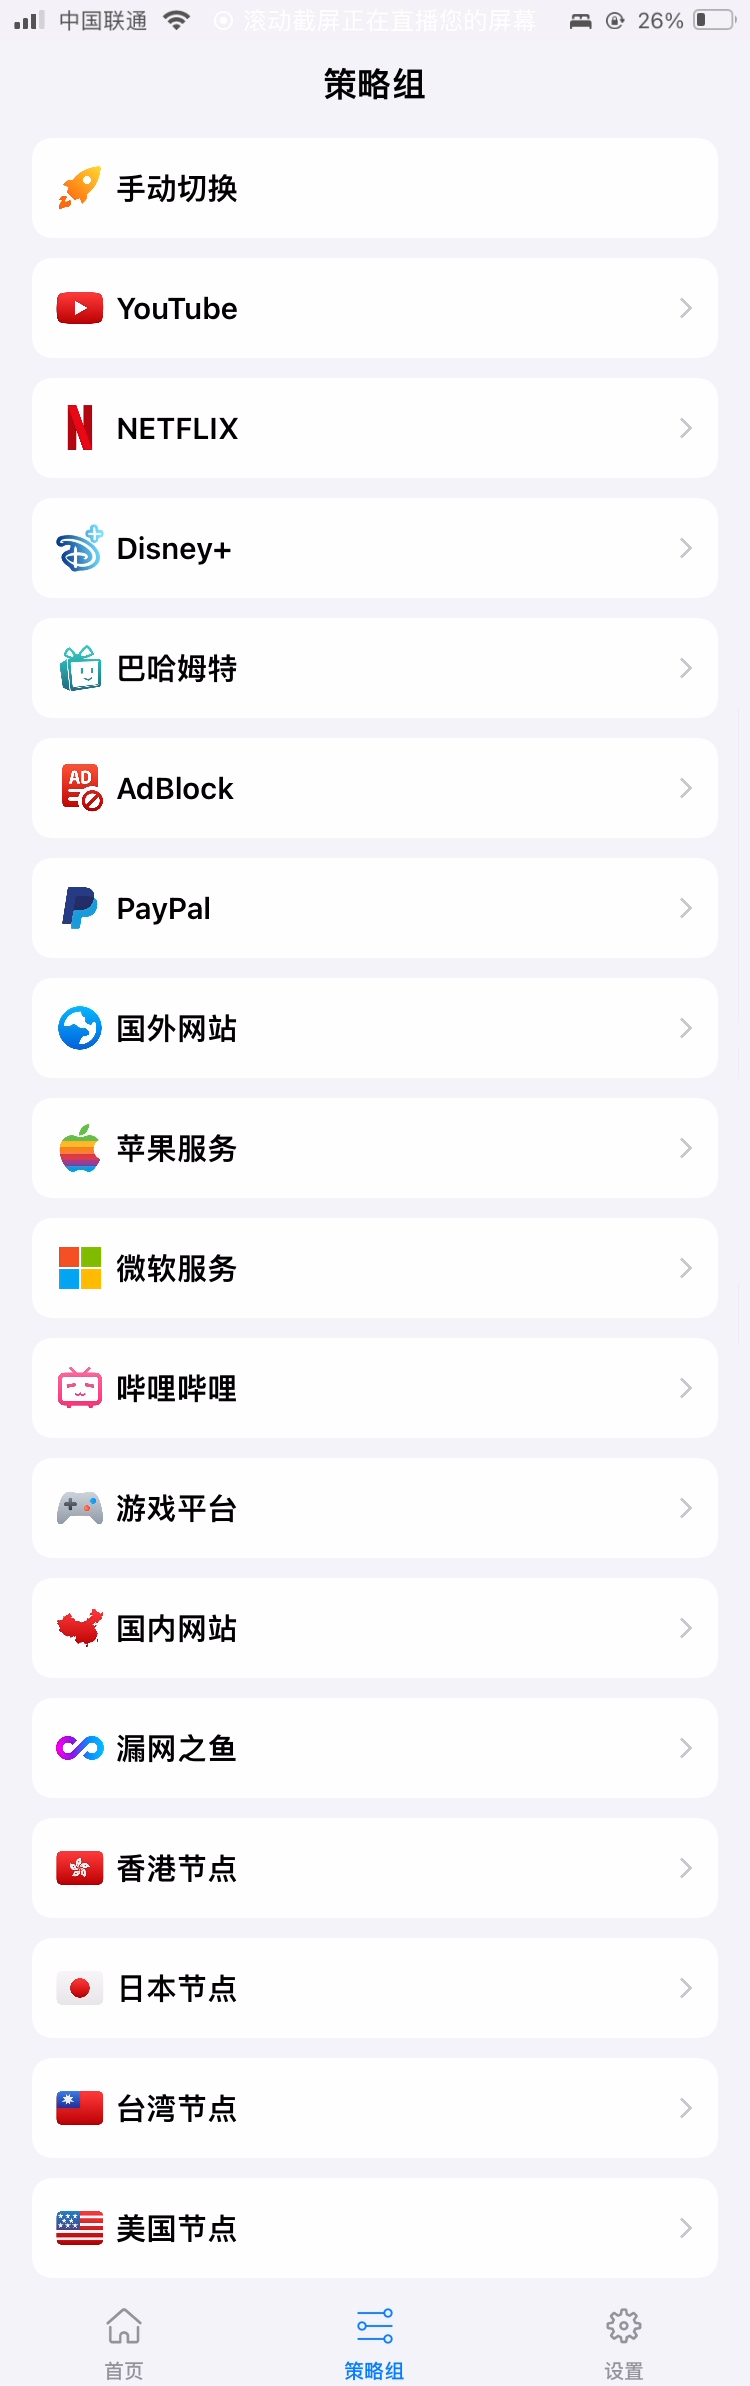 中国联通 滚动截屏正在直播您的屏幕 26%
策略组
手动切换
YouTube
NETFLIX
Disney+
巴哈姆特
AD
AdBlock
PayPal
国外网站
苹果服务
微软服务
哔哩哔哩
游戏平台
国内网站
漏网之鱼
香港节点
日本节点
台湾节点
美国节点
首页 策略组 设置